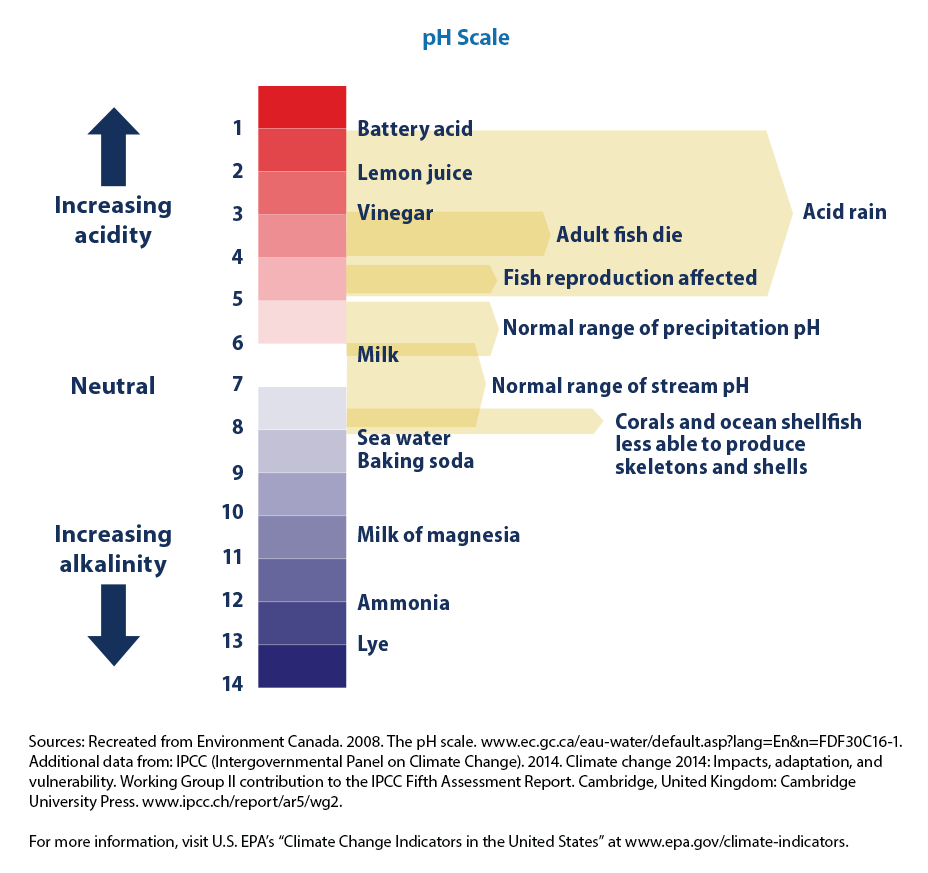 pH Scale
1
Battery acid
2
Lemon juice
Increasing
acidity
3
Vinegar
Acid rain
Adult fish die
4
Fish reproduction affected
5
Normal range of precipitation pH
6
Milk
Neutral
7
Normal range of stream pH
8
Corals and ocean shellfish
less able to produce
skeletons and shells
Sea water
Baking soda
9
10
Increasing
alkalinity
Milk of magnesia
11
12
Ammonia
13
Lye
14
Sources: Recreated from Environment Canada. 2008. The pH scale. www.ec.gc.ca/eau-water/default.asp?lang=En&n=FDF30C16-1.
Additional data from: IPCC (Intergovernmental Panel on Climate Change). 2014. Climate change 2014: Impacts, adaptation, and
vulnerability. Working Group II contribution to the IPCC Fifth Assessment Report. Cambridge, United Kingdom: Cambridge
University Press. www.ipcc.ch/report/ar5/wg2.
For more information, visit U.S. EPA’s “Climate Change Indicators in the United States” at www.epa.gov/climate-indicators.